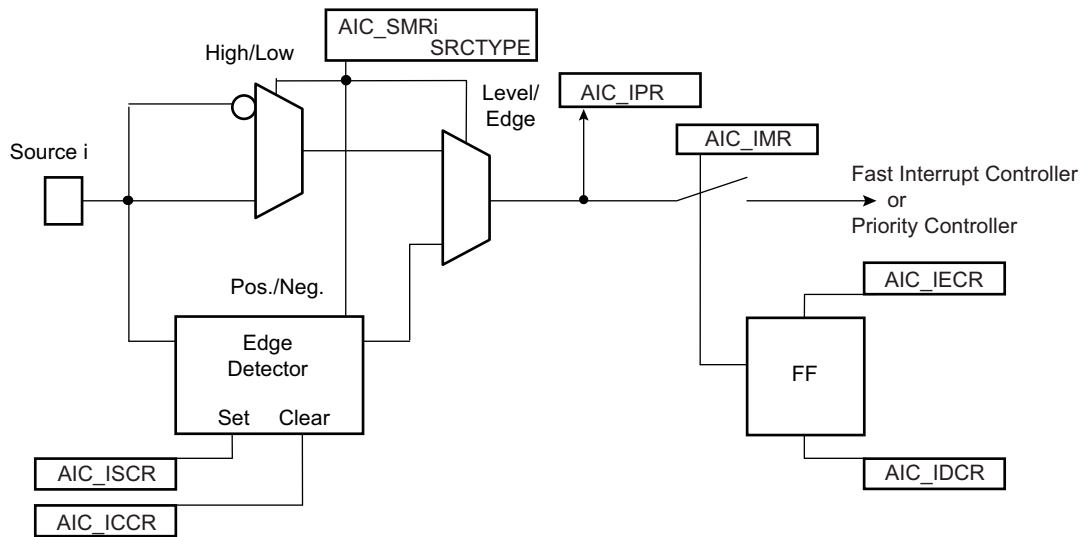 AIC_SMRi
SRCTYPE
High/Low
Level/
Edge
AIC_IPR
AIC_IMR
Source i
Fast Interrupt Controller
or
Priority Controller
Pos./Neg.
AIC_IECR
Edge
Detector
FF
Set
Clear
AIC_ISCR
AIC_IDCR
AIC_ICCR